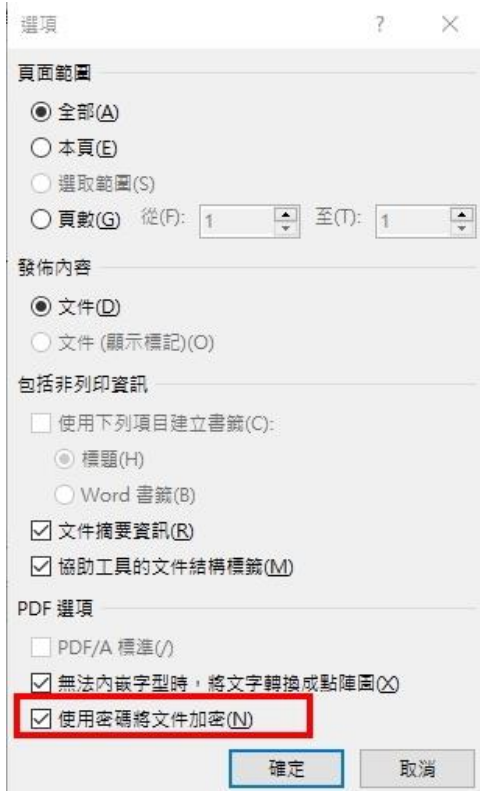 選項 ? ×
頁面範圍
全部(A)
本頁(E)
選取範圍(S)
頁數(G) 從(F): 1 至(T): 1
發佈內容
文件(D)
文件 (顯示標記)(O)
包括非列印資訊
使用下列項目建立書籤(C):
標題(H)
Word 書籤(B)
文件摘要資訊(R)
協助工具的文件結構標籤(M)
PDF 選項
PDF/A 標準(/)
無法內嵌字型時，將文字轉換成點陣圖(X)
使用密碼將文件加密(N)
確定 取消